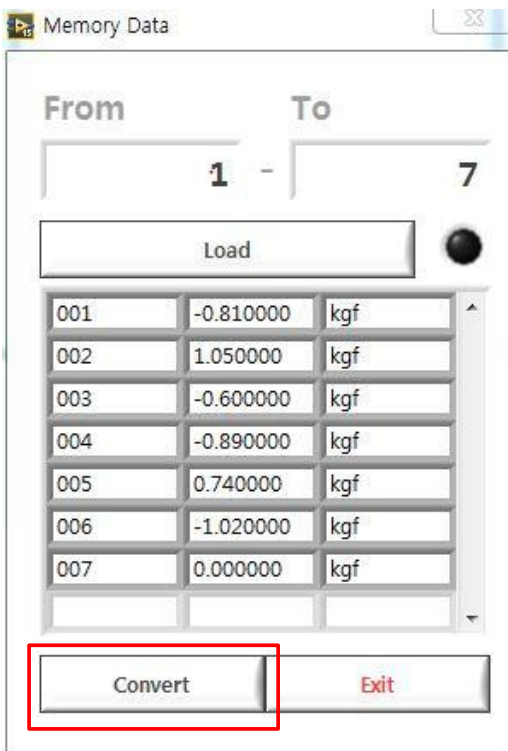 Memory Data
From To
1 - 7
Load
001 -0.810000 kgf
002 1.050000 kgf
003 -0.600000 kgf
004 -0.890000 kgf
005 0.740000 kgf
006 -1.020000 kgf
007 0.000000 kgf
Convert Exit